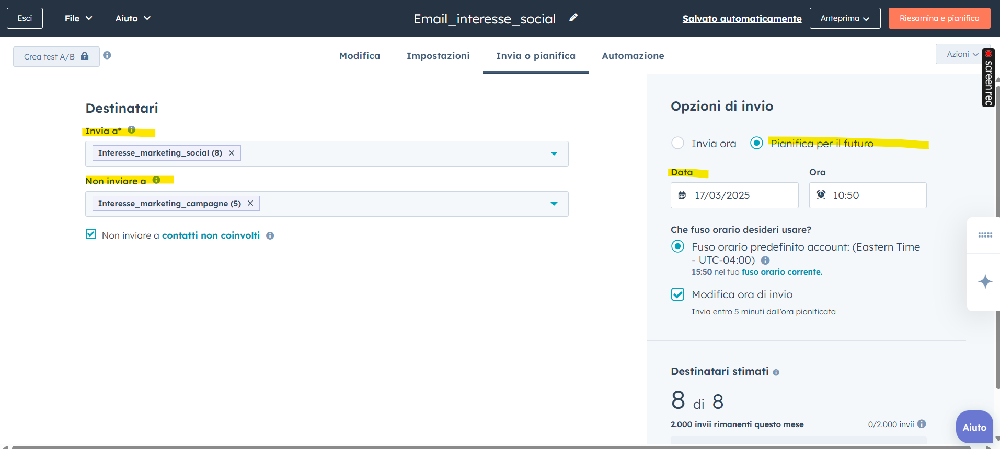 Esci
File
Aiuto
Email_interesse_social
Salvato automaticamente
Anteprima
Riesamina e pianifica
Crea test A/B
Modifica
Impostazioni
Invia o pianifica
Automazione
Azioni
screenrec
Destinatari
Invia a*
Interesse_marketing_social (8)
Non inviare a
Interesse_marketing_campagne (5)
Non inviare a contatti non coinvolti
Opzioni di invio
Invia ora
Pianifica per il futuro
Data
Ora
17/03/2025
10:50
Che fuso orario desideri usare?
Fuso orario predefinito account: (Eastern Time
- UTC-04:00)
15:50 nel tuo fuso orario corrente.
Modifica ora di invio
Invia entro 5 minuti dall'ora pianificata
Destinatari stimati
8 di 8
2.000 invii rimanenti questo mese
0/2.000 invii
Aiuto